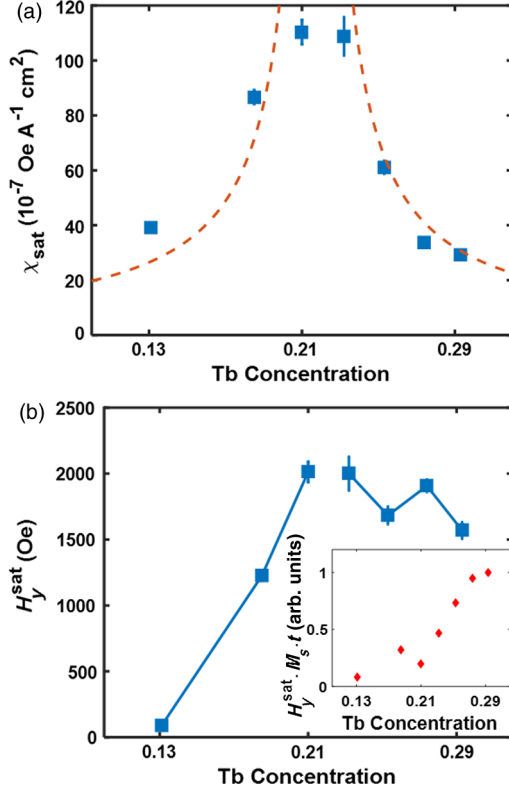 (a)
120
100
80
60
40
20
0
χsat (10-7 Oe A-1 cm2)
0.13 0.21 0.29
Tb Concentration
(b)
2500
2000
1500
1000
500
0
Hysat (Oe)
0.13 0.21 0.29
Tb Concentration
1
0.5
0
Hysat · Ms · t (arb. units)
0.13 0.21 0.29
Tb Concentration